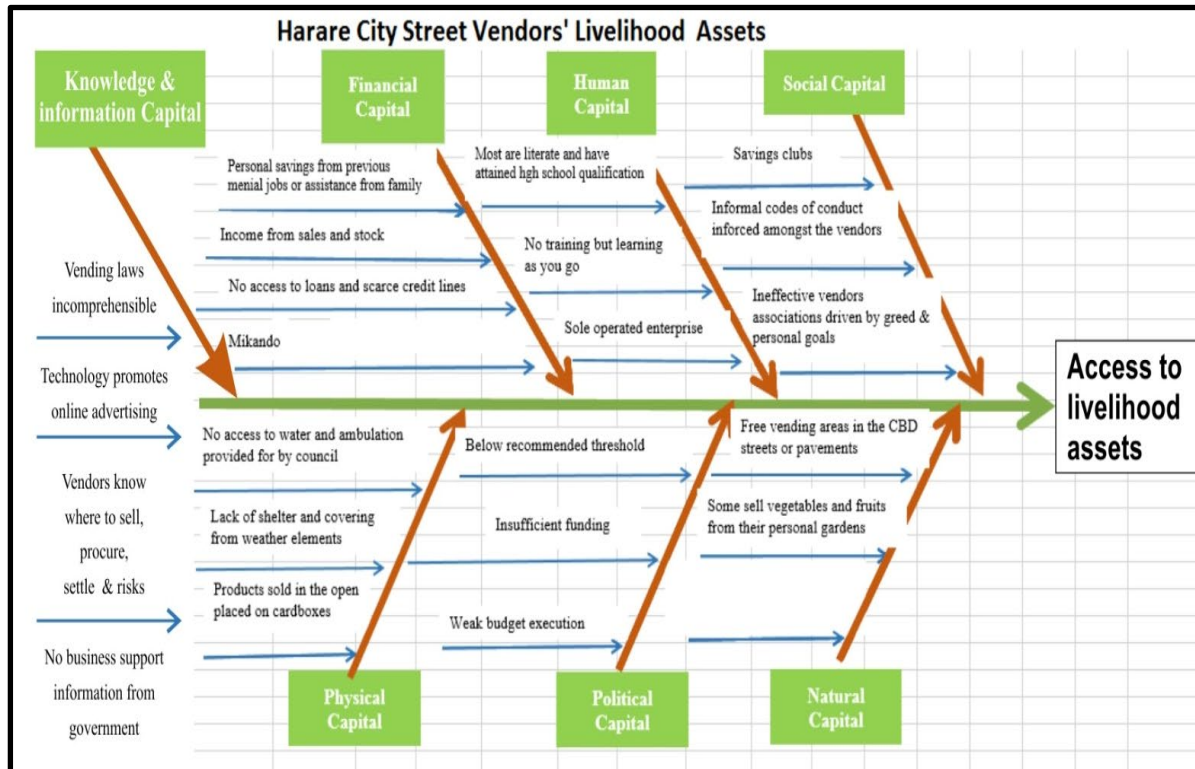 Harare City Street Vendors' Livelihood Assets
Knowledge &
information Capital
Financial
Capital
Human
Capital
Social Capital
Personal savings from previous
menial jobs or assistance from family
Income from sales and stock
No access to loans and scarce credit lines
Mikando
Most are literate and have
attained hgh school qualification
No training but learning
as you go
Sole operated enterprise
Savings clubs
Informal codes of conduct
inforced amongst the vendors
Ineffective vendors
associations driven by greed &
personal goals
Vending laws
incomprehensible
Technology promotes
online advertising
Vendors know
where to sell,
procure,
settle & risks
No business support
information from
government
Access to
livelihood
assets
No access to water and ambulation
provided for by council
Lack of shelter and covering
from weather elements
Products sold in the open
placed on cardboxes
Below recommended threshold
Insufficient funding
Weak budget execution
Free vending areas in the CBD
streets or pavements
Some sell vegetables and fruits
from their personal gardens
Physical
Capital
Political
Capital
Natural
Capital